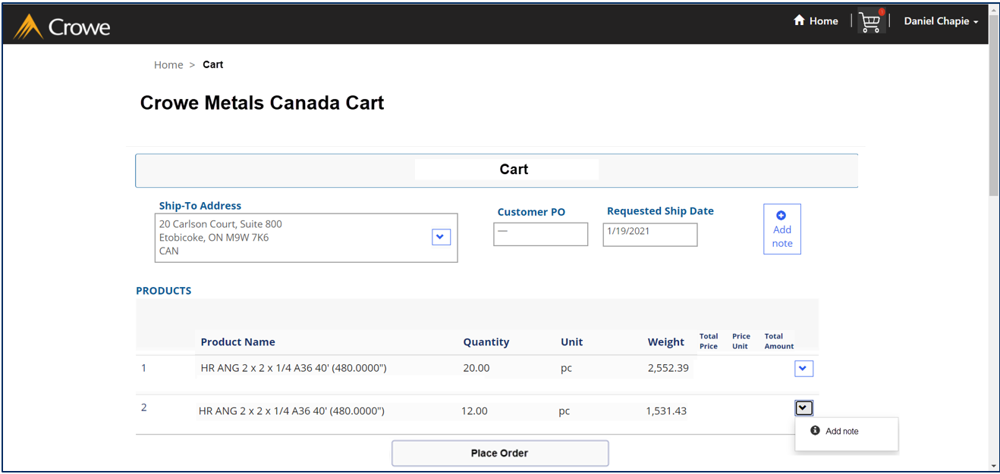 Crowe
Home
Daniel Chapie
Home > Cart
Crowe Metals Canada Cart
Cart
Ship-To Address
20 Carlson Court, Suite 800
Etobicoke, ON M9W 7K6
CAN
Customer PO
—
Requested Ship Date
1/19/2021
Add
note
PRODUCTS
Product Name Quantity Unit Weight Total Price Price Unit Total Amount
1 HR ANG 2 x 2 x 1/4 A36 40' (480.0000") 20.00 pc 2,552.39
2 HR ANG 2 x 2 x 1/4 A36 40' (480.0000") 12.00 pc 1,531.43
Add note
Place Order